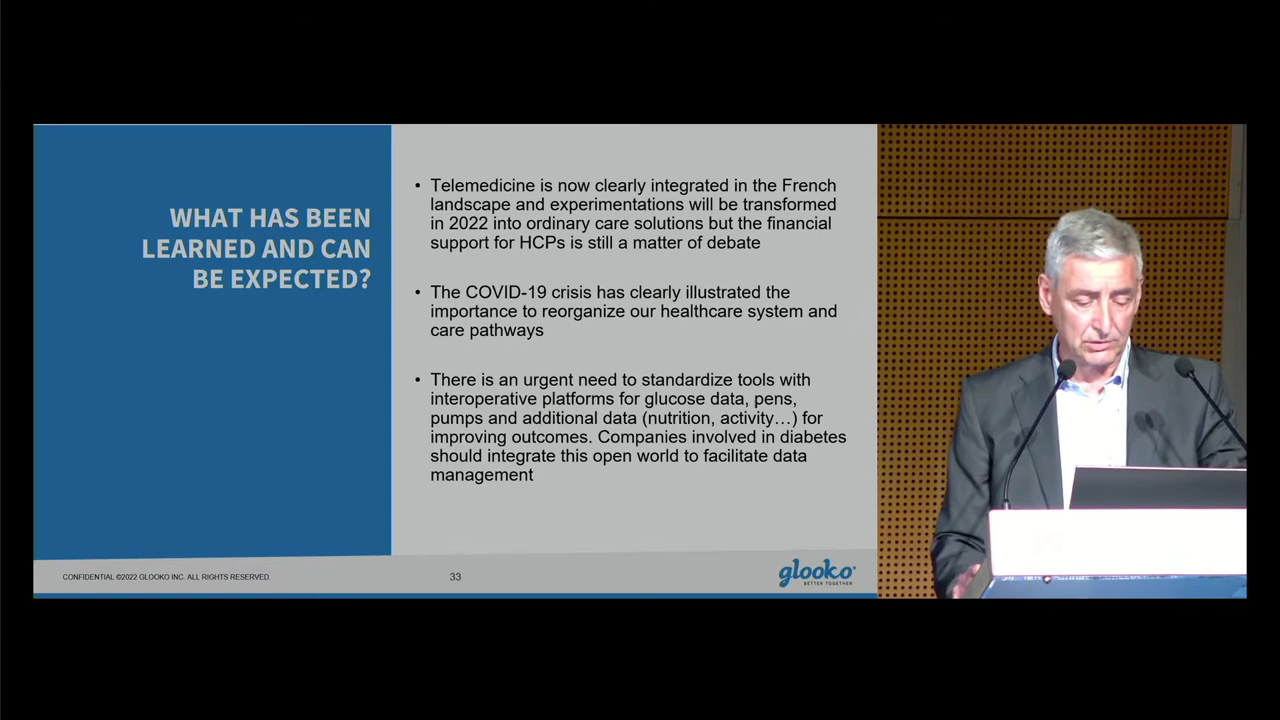 WHAT HAS BEEN
LEARNED AND CAN
BE EXPECTED?
• Telemedicine is now clearly integrated in the French
landscape and experimentations will be transformed
in 2022 into ordinary care solutions but the financial
support for HCPs is still a matter of debate
• The COVID-19 crisis has clearly illustrated the
importance to reorganize our healthcare system and
care pathways
• There is an urgent need to standardize tools with
interoperative platforms for glucose data, pens,
pumps and additional data (nutrition, activity…) for
improving outcomes. Companies involved in diabetes
should integrate this open world to facilitate data
management
CONFIDENTIAL ©2022 GLOOKO INC. ALL RIGHTS RESERVED.
33
glooko
BETTER TOGETHER